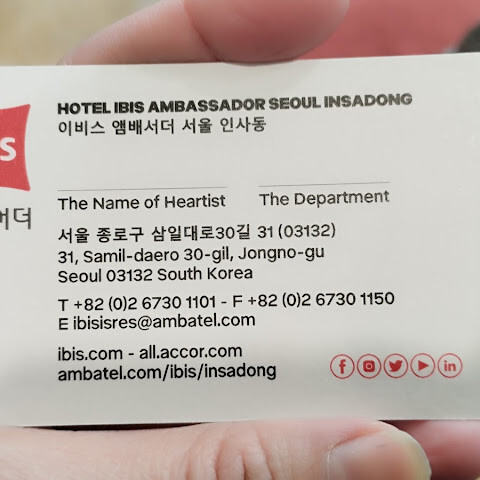 HOTEL IBIS AMBASSADOR SEOUL INSADONG
이비스 앰배서더 서울 인사동
The Name of Heartist The Department
서울 종로구 삼일대로30길 31 (03132)
31, Samil-daero 30-gil, Jongno-gu
Seoul 03132 South Korea
T +82 (0)2 6730 1101 - F +82 (0)2 6730 1150
E ibisisres@ambatel.com
ibis.com - all.accor.com
ambatel.com/ibis/insadong